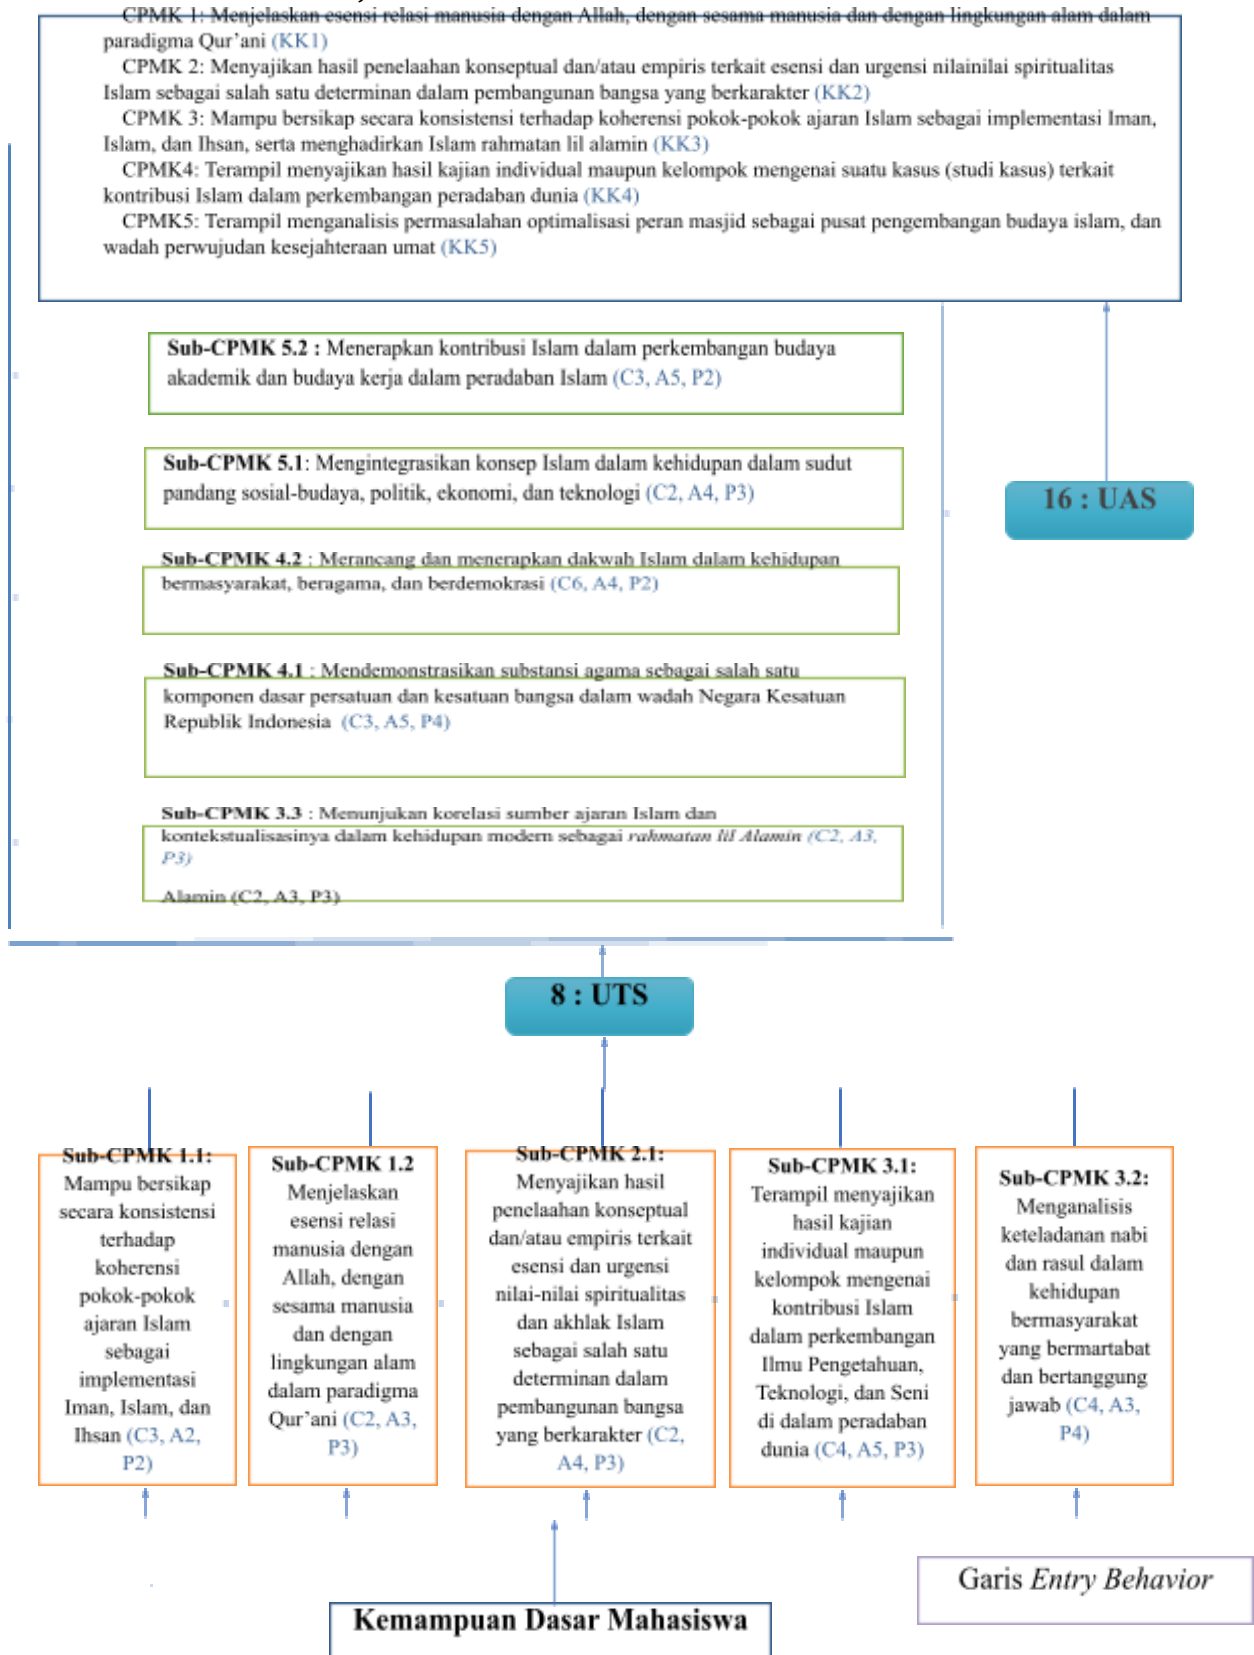 CPMK 1: Menjelaskan esensi relasi manusia dengan Allah, dengan sesama manusia dan dengan lingkungan alam dalam
paradigma Qur'ani (KK1)
CPMK 2: Menyajikan hasil penelaahan konseptual dan/atau empiris terkait esensi dan urgensi nilainilai spiritualitas
Islam sebagai salah satu determinan dalam pembangunan bangsa yang berkarakter (KK2)
CPMK 3: Mampu bersikap secara konsistensi terhadap koherensi pokok-pokok ajaran Islam sebagai implementasi Iman,
Islam, dan Ihsan, serta menghadirkan Islam rahmatan lil alamin (KK3)
CPMK4: Terampil menyajikan hasil kajian individual maupun kelompok mengenai suatu kasus (studi kasus) terkait
kontribusi Islam dalam perkembangan peradaban dunia (KK4)
CPMK5: Terampil menganalisis permasalahan optimalisasi peran masjid sebagai pusat pengembangan budaya islam, dan
wadah perwujudan kesejahteraan umat (KK5)
Sub-CPMK 5.2 : Menerapkan kontribusi Islam dalam perkembangan budaya
akademik dan budaya kerja dalam peradaban Islam (C3, A5, P2)
Sub-CPMK 5.1: Mengintegrasikan konsep Islam dalam kehidupan dalam sudut
pandang sosial-budaya, politik, ekonomi, dan teknologi (C2, A4, P3)
16 : UAS
Sub-CPMK 4.2 : Merancang dan menerapkan dakwah Islam dalam kehidupan
bermasyarakat, beragama, dan berdemokrasi (C6, A4, P2)
Sub-CPMK 4.1 : Mendemonstrasikan substansi agama sebagai salah satu
komponen dasar persatuan dan kesatuan bangsa dalam wadah Negara Kesatuan
Republik Indonesia (C3, A5, P4)
Sub-CPMK 3.3 : Menunjukan korelasi sumber ajaran Islam dan
kontekstualisasinya dalam kehidupan modern sebagai rahmatan lil Alamin (C2, A3,
P3)
Alamin (C2, A3, P3)
8 : UTS
Sub-CPMK 1.1:
Mampu bersikap
secara konsistensi
terhadap
koherensi
pokok-pokok
ajaran Islam
sebagai
implementasi
Iman, Islam, dan
Ihsan (C3, A2,
P2)
Sub-CPMK 1.2
Menjelaskan
esensi relasi
manusia dengan
Allah, dengan
sesama manusia
dan dengan
lingkungan alam
dalam paradigma
Qur'ani (C2, A3,
P3)
Sub-CPMK 2.1:
Menyajikan hasil
penelaahan konseptual
dan/atau empiris terkait
esensi dan urgensi
nilai-nilai spiritualitas
dan akhlak Islam
sebagai salah satu
determinan dalam
pembangunan bangsa
yang berkarakter (C2,
A4, P3)
Sub-CPMK 3.1:
Terampil menyajikan
hasil kajian
individual maupun
kelompok mengenai
kontribusi Islam
dalam perkembangan
Ilmu Pengetahuan,
Teknologi, dan Seni
di dalam peradaban
dunia (C4, A5, P3)
Sub-CPMK 3.2:
Menganalisis
keteladanan nabi
dan rasul dalam
kehidupan
bermasyarakat
yang bermartabat
dan bertanggung
jawab (C4, A3,
P4)
Garis Entry Behavior
Kemampuan Dasar Mahasiswa